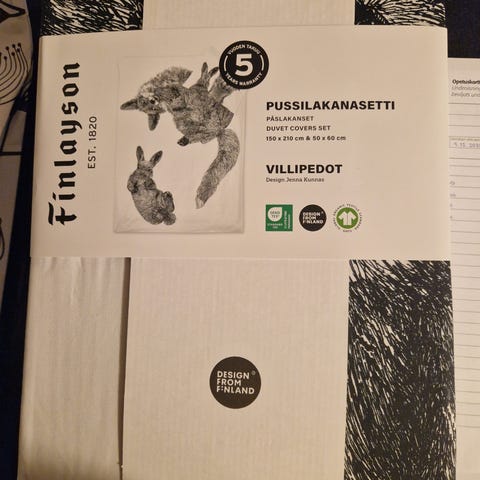 Finlayson
EST. 1820
VUODEN TAKUU
5
YEARS WARRANTY
PUSSILAKANASETTI
PÅSLAKANSET
DUVET COVERS SET
150 x 210 cm & 50 x 60 cm
VILLIPEDOT
Design Jenna Kunnas
DESIGN
FROM
FINLAND
DESIGN
FROM
FINLAND
Opetuskortt